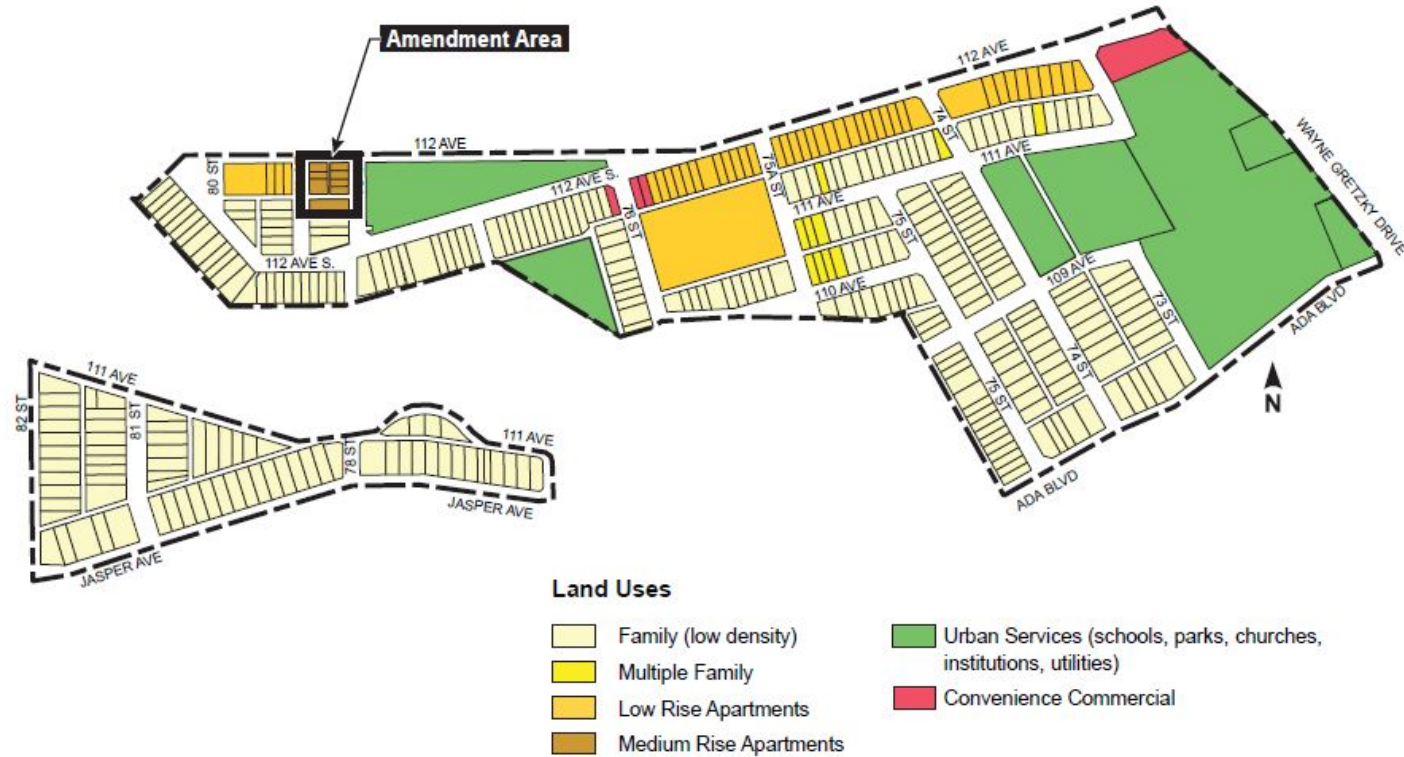 Amendment Area
112 AVE
112 AVE
80 ST
112 AVE S.
76 ST
75A ST
74 ST
111 AVE
111 AVE
75 ST
WAYNE GRETZKY DRIVE
112 AVE S.
110 AVE
109 AVE
73 ST
ADA BLVD
74 ST
75 ST
ADA BLVD
N
111 AVE
82 ST
81 ST
78 ST
111 AVE
JASPER AVE
JASPER AVE
Land Uses
Family (low density)
Multiple Family
Low Rise Apartments
Medium Rise Apartments
Urban Services (schools, parks, churches,
institutions, utilities)
Convenience Commercial